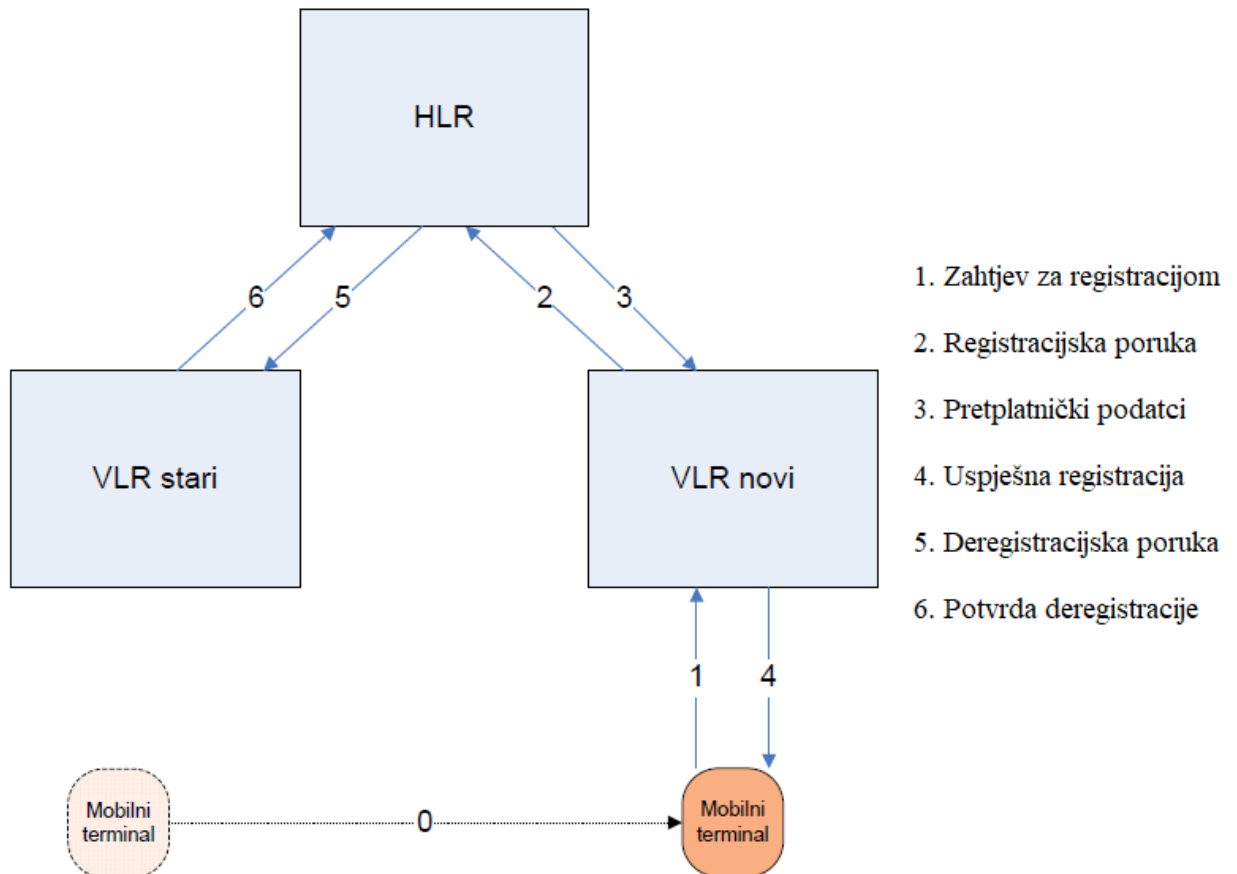 HLR
6
5
2
3
VLR stari
VLR novi
1
4
Mobilni
terminal
0
Mobilni
terminal
1. Zahtjev za registracijom
2. Registracijska poruka
3. Pretplatnički podatci
4. Uspješna registracija
5. Deregistracijska poruka
6. Potvrda deregistracije